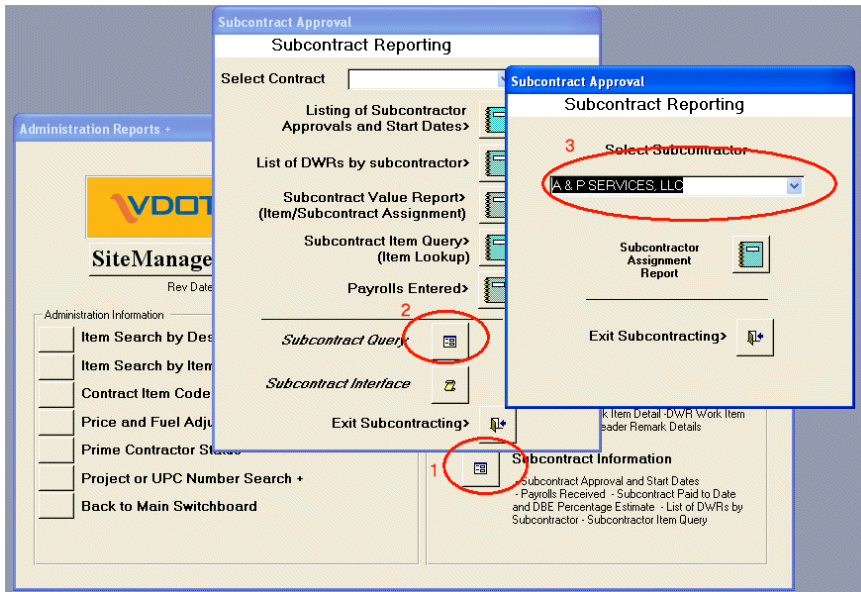 Subcontract Approval
Subcontract Reporting
Select Contract
Listing of Subcontractor
Approvals and Start Dates>
List of DWRs by subcontractor>
Subcontract Value Report>
(Item/Subcontract Assignment)
Subcontract Item Query>
(Item Lookup)
Payrolls Entered>
2
Subcontract Query
Subcontract Interface
Exit Subcontracting>
Subcontract Approval
Subcontract Reporting
3
Select Subcontractor
A & P SERVICES, LLC
Subcontractor
Assignment
Report
Exit Subcontracting>
Administration Reports +
VDOT
SiteManage
Rev Date
Administration Information
Item Search by Des
Item Search by Item
Contract Item Code
Price and Fuel Adju
Prime Contractor Status
Project or UPC Number Search +
Back to Main Switchboard
k Item Detail -DWR Work Item
eader Remark Details
1
Subcontract Information
- Subcontract Approval and Start Dates
- Payrolls Received - Subcontract Paid to Date
and DBE Percentage Estimate - List of DWRs by
Subcontractor - Subcontractor Item Query